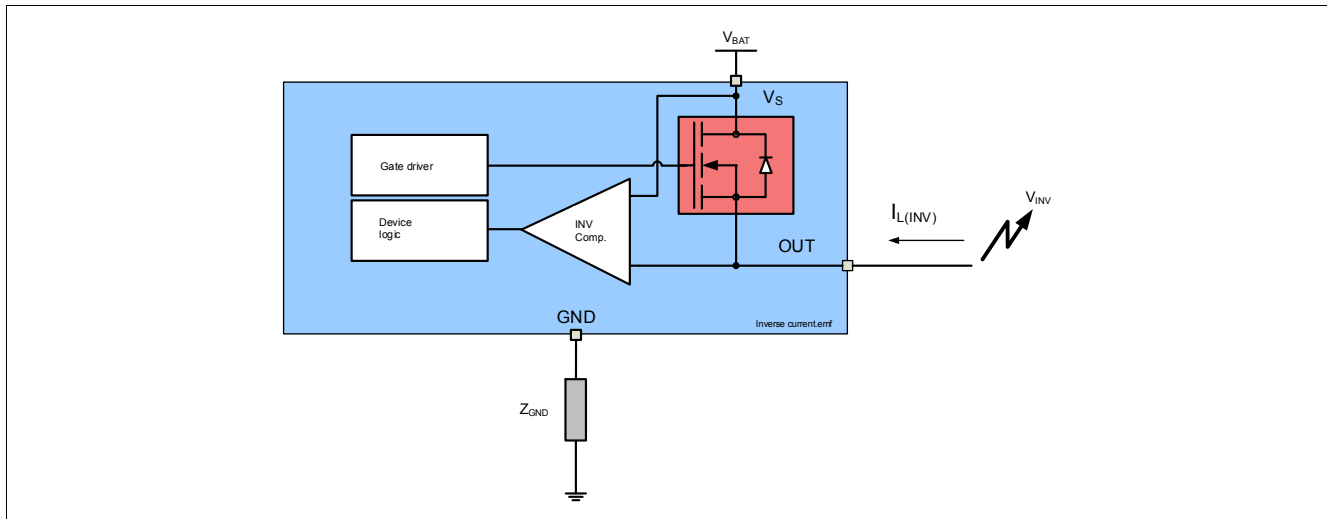 VBAT
VS
Gate driver
Device
logic
INV
Comp.
IL(INV)
VINV
OUT
GND
Inverse current.emf
ZGND